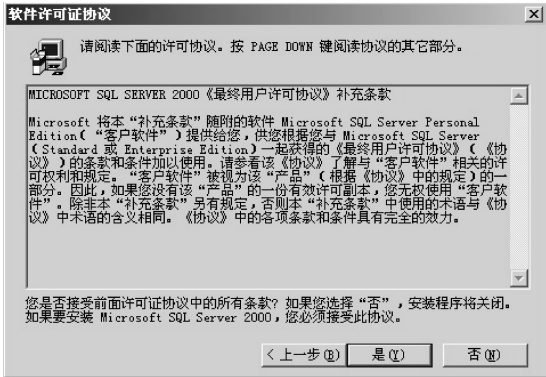 软件许可证协议
请阅读下面的许可协议。按 PAGE DOWN 键阅读协议的其它部分。
MICROSOFT SQL SERVER 2000《最终用户许可协议》补充条款
Microsoft 将本“补充条款”随附的软件 Microsoft SQL Server Personal
Edition(“客户软件”)提供给您，供您根据您与 Microsoft SQL Server
(Standard 或 Enterprise Edition)一起获得的《最终用户许可协议》(《协
议》)的条款和条件加以使用。请参看该《协议》了解与“客户软件”相关的许
可权利和规定。“客户软件”被视为该“产品”(根据《协议》中的规定)的一
部分。因此，如果您没有该“产品”的一份有效许可副本，您无权使用“客户软
件”。除非本“补充条款”另有规定，否则本“补充条款”中使用的术语与《协
议》中术语的含义相同。《协议》中的各项条款和条件具有完全的效力。
您是否接受前面许可证协议中的所有条款? 如果您选择“否”，安装程序将关闭。
如果要安装 Microsoft SQL Server 2000，您必须接受此协议。
< 上一步(B) 是(Y) 否(N)